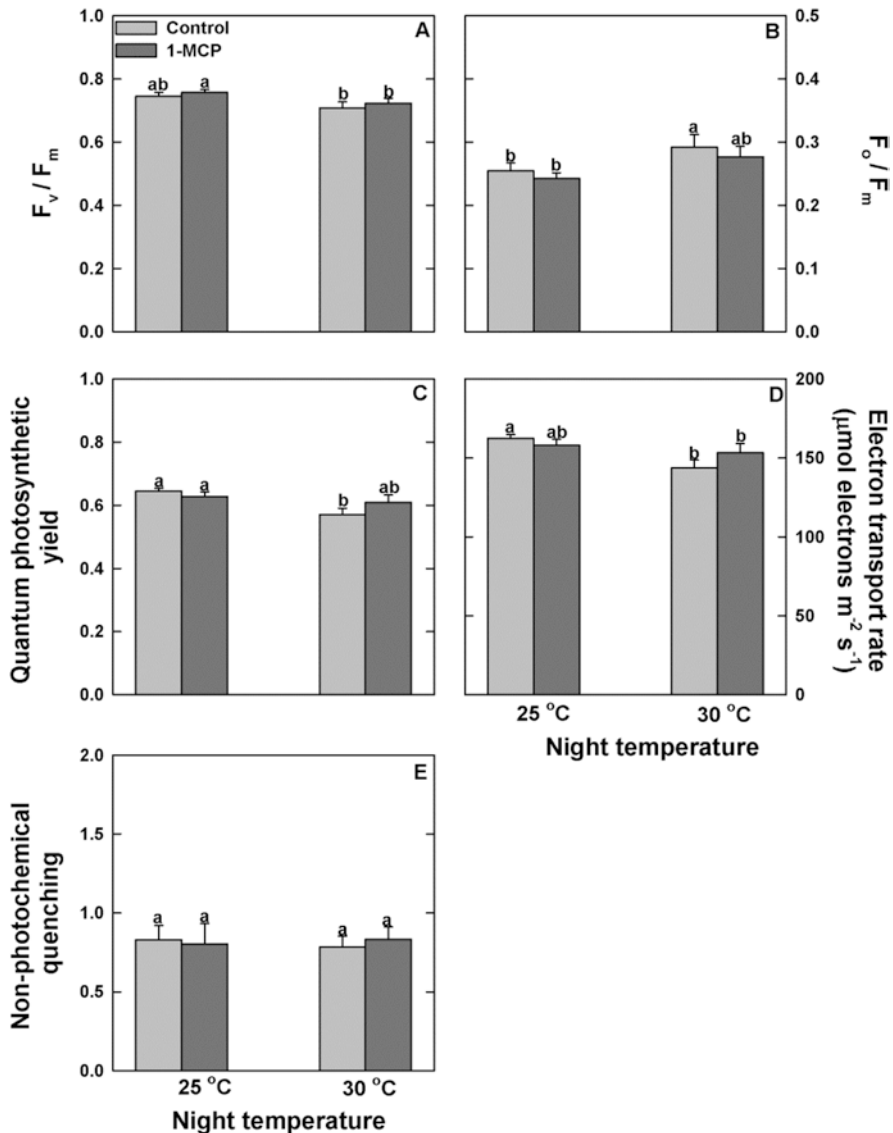 1.0
0.8
0.6
0.4
0.2
0.0
F_v / F_m
Control
1-MCP
A
ab
a
b
b
B
b
b
a
ab
0.5
0.4
0.3
0.2
0.1
0.0
F_o / F_m
1.0
0.8
0.6
0.4
0.2
0.0
Quantum photosynthetic
yield
C
a
a
b
ab
D
a
ab
b
b
200
150
100
50
0
Electron transport rate
(μmol electrons m⁻² s⁻¹)
25 °C
30 °C
Night temperature
2.0
1.5
1.0
0.5
0.0
Non-photochemical
quenching
E
a
a
a
a
25 °C
30 °C
Night temperature